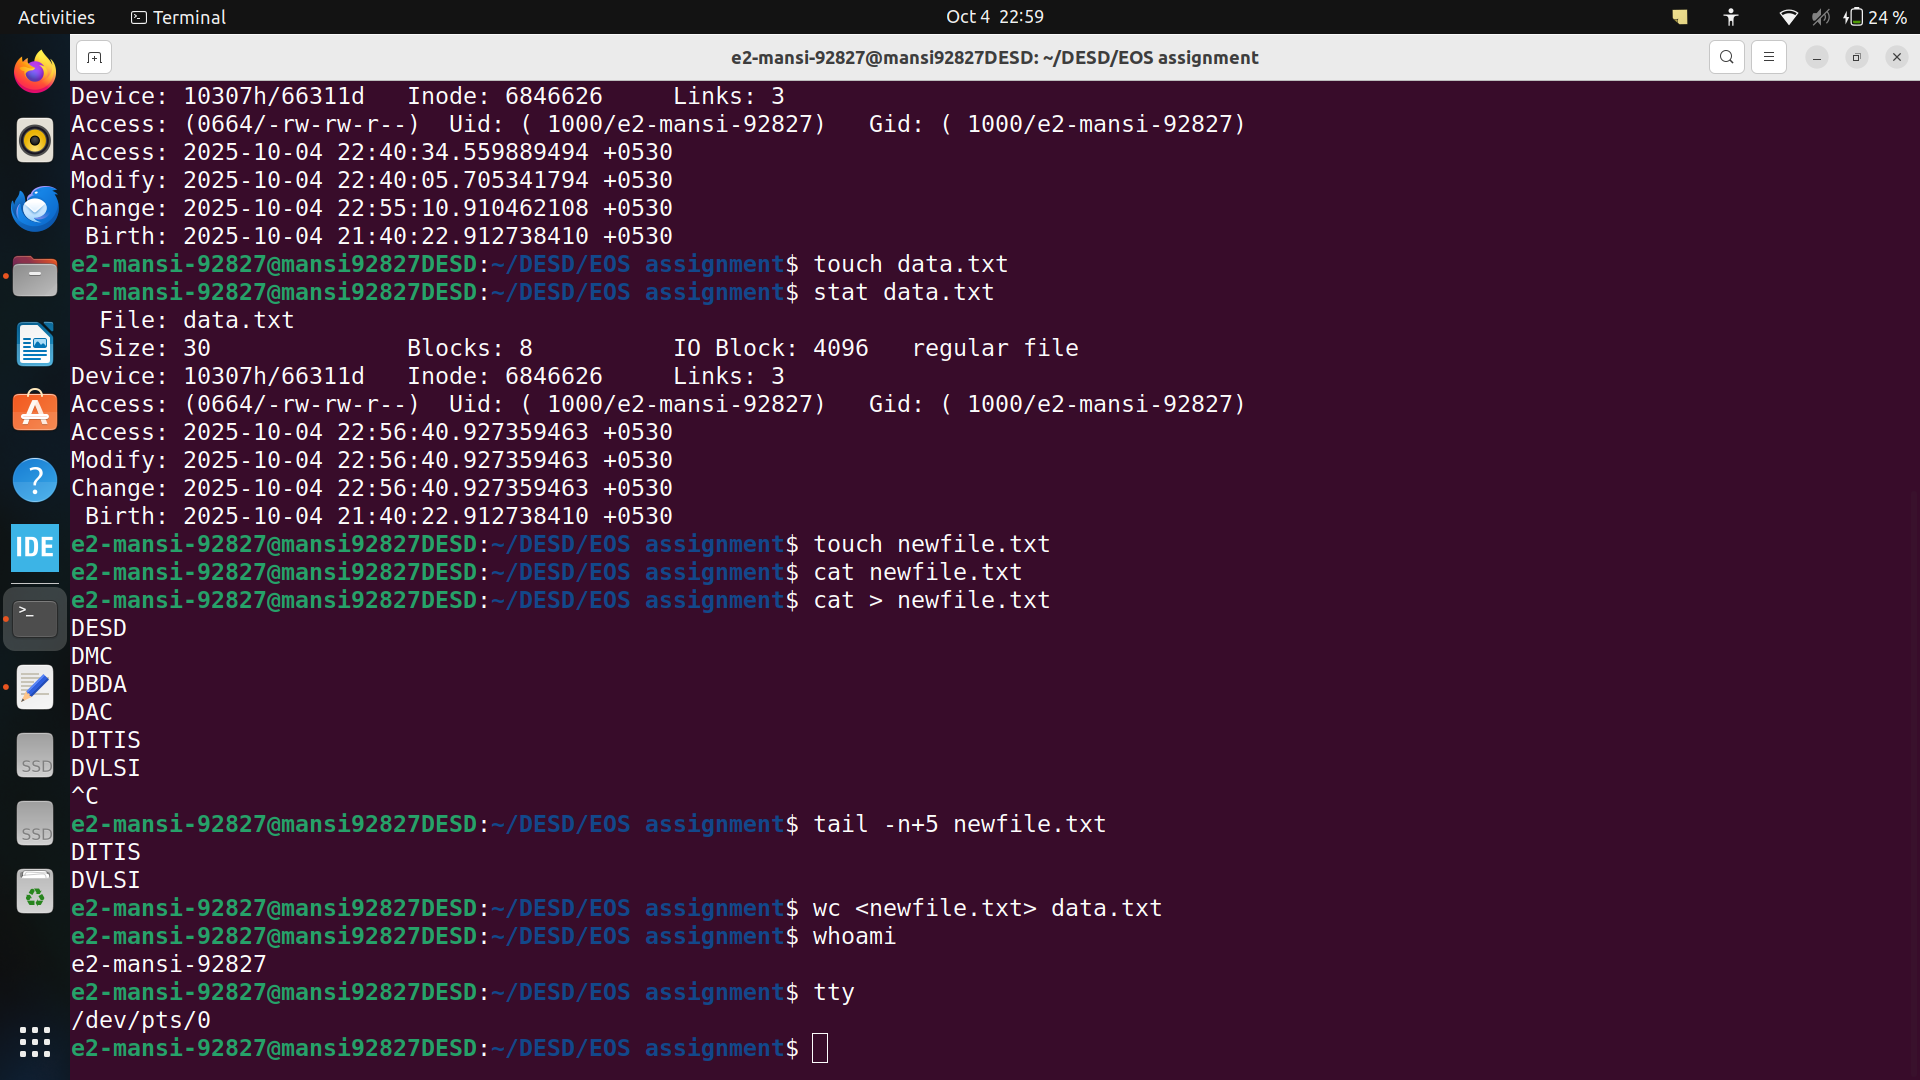 Activities Terminal Oct 4 22:59 24 %
e2-mansi-92827@mansi92827DESD: ~/DESD/EOS assignment
Device: 10307h/66311d   Inode: 6846626     Links: 3
Access: (0664/-rw-rw-r--)  Uid: ( 1000/e2-mansi-92827)   Gid: ( 1000/e2-mansi-92827)
Access: 2025-10-04 22:40:34.559889494 +0530
Modify: 2025-10-04 22:40:05.705341794 +0530
Change: 2025-10-04 22:55:10.910462108 +0530
 Birth: 2025-10-04 21:40:22.912738410 +0530
e2-mansi-92827@mansi92827DESD:~/DESD/EOS assignment$ touch data.txt
e2-mansi-92827@mansi92827DESD:~/DESD/EOS assignment$ stat data.txt
  File: data.txt
  Size: 30              Blocks: 8          IO Block: 4096   regular file
Device: 10307h/66311d   Inode: 6846626     Links: 3
Access: (0664/-rw-rw-r--)  Uid: ( 1000/e2-mansi-92827)   Gid: ( 1000/e2-mansi-92827)
Access: 2025-10-04 22:56:40.927359463 +0530
Modify: 2025-10-04 22:56:40.927359463 +0530
Change: 2025-10-04 22:56:40.927359463 +0530
 Birth: 2025-10-04 21:40:22.912738410 +0530
e2-mansi-92827@mansi92827DESD:~/DESD/EOS assignment$ touch newfile.txt
e2-mansi-92827@mansi92827DESD:~/DESD/EOS assignment$ cat newfile.txt
e2-mansi-92827@mansi92827DESD:~/DESD/EOS assignment$ cat > newfile.txt
DESD
DMC
DBDA
DAC
DITIS
DVLSI
^C
e2-mansi-92827@mansi92827DESD:~/DESD/EOS assignment$ tail -n+5 newfile.txt
DITIS
DVLSI
e2-mansi-92827@mansi92827DESD:~/DESD/EOS assignment$ wc <newfile.txt> data.txt
e2-mansi-92827@mansi92827DESD:~/DESD/EOS assignment$ whoami
e2-mansi-92827
e2-mansi-92827@mansi92827DESD:~/DESD/EOS assignment$ tty
/dev/pts/0
e2-mansi-92827@mansi92827DESD:~/DESD/EOS assignment$
IDE
>_
SSD
SSD